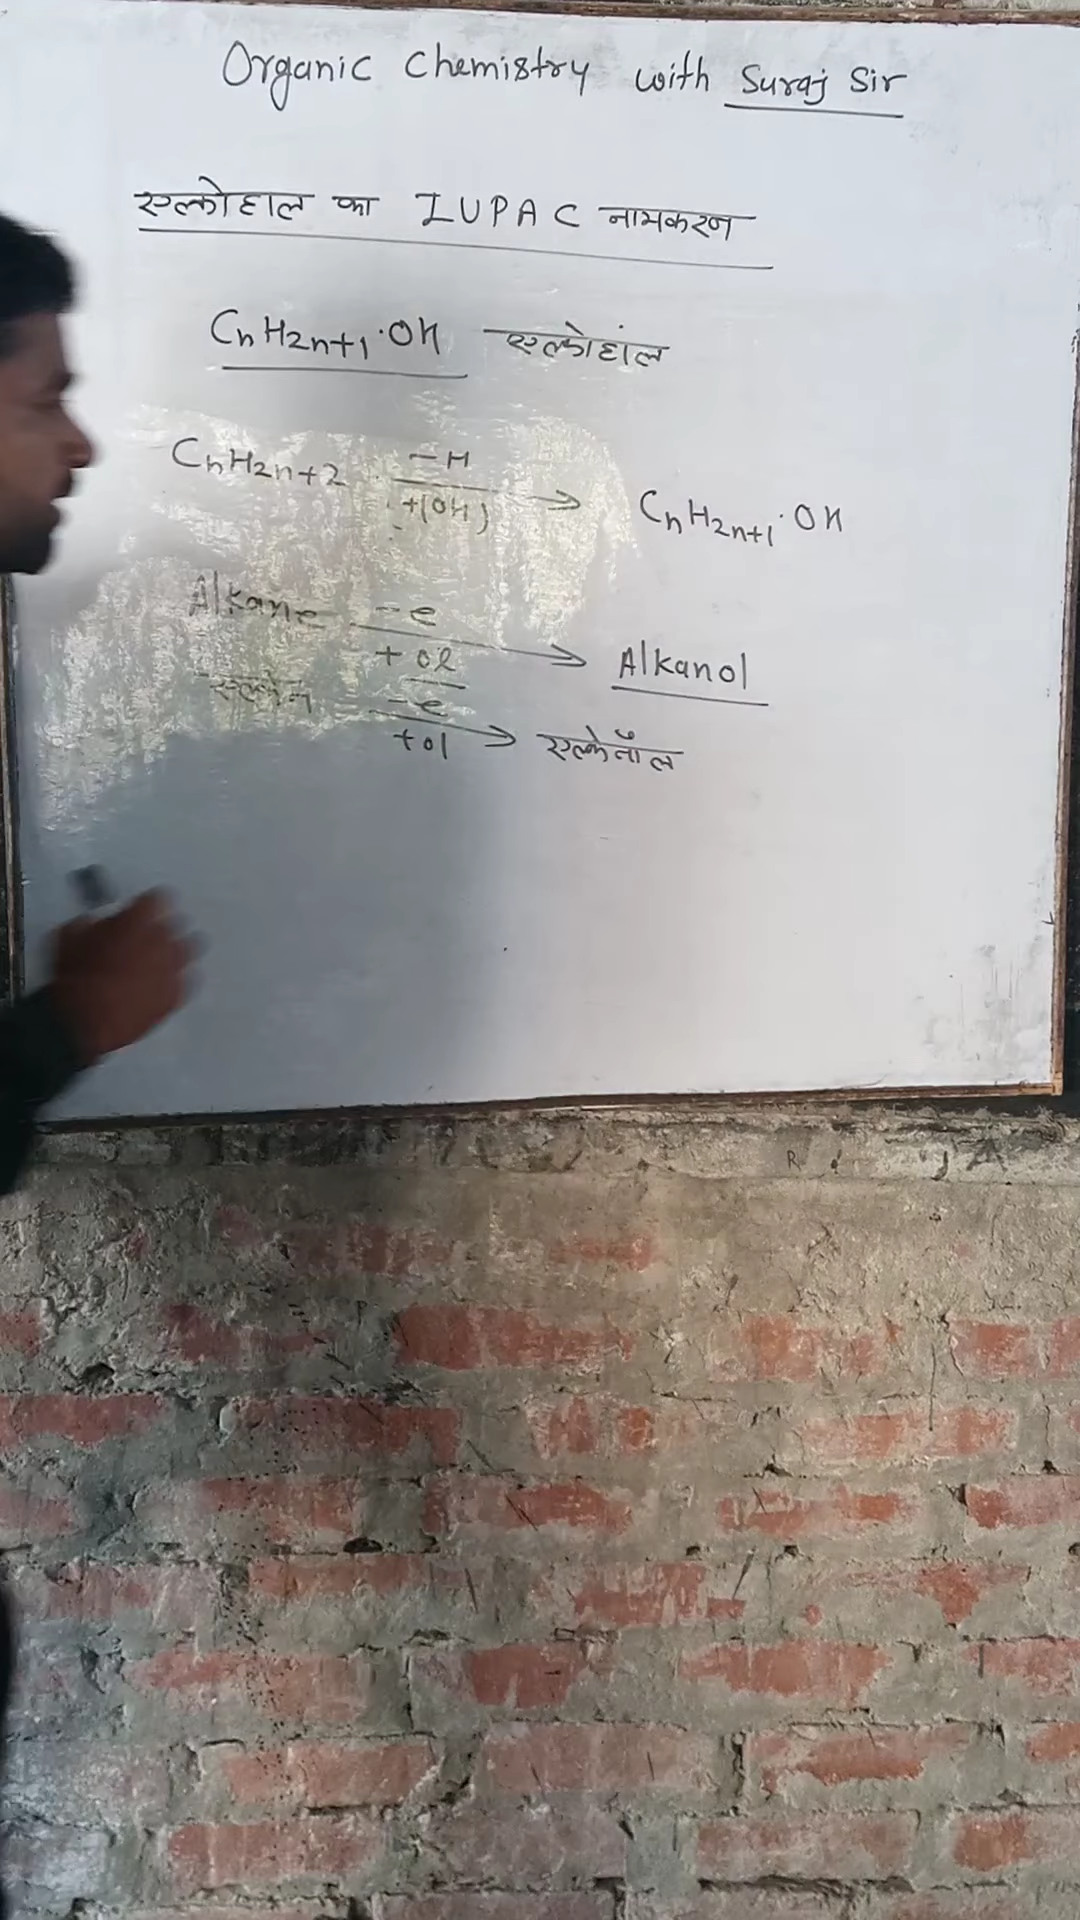 Organic Chemistry with Suraj Sir
एल्कोहाल का IUPAC नामकरण
CnH2n+1·OH एल्कोहॉल
CnH2n+2 -H +(OH) → CnH2n+1·OH
Alkane -e +ol → Alkanol
एल्केन -e +ol → एल्केनॉल
R